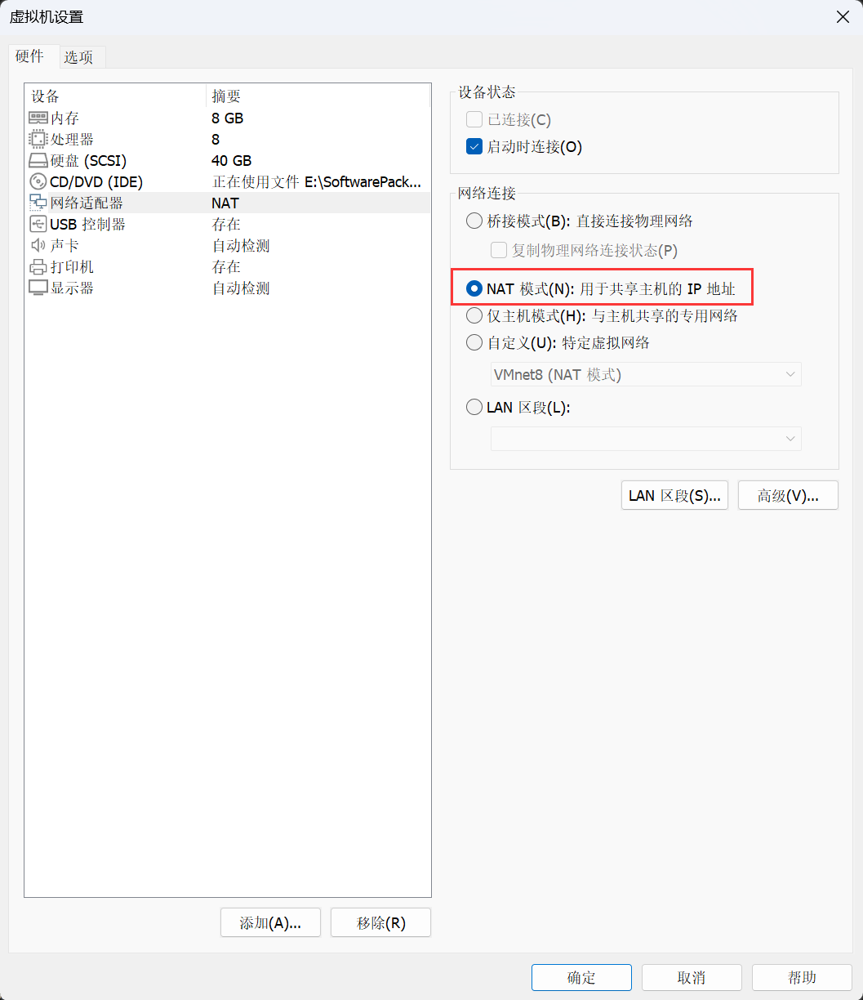 虚拟机设置
硬件 选项
设备 摘要
内存 8 GB
处理器 8
硬盘 (SCSI) 40 GB
CD/DVD (IDE) 正在使用文件 E:\SoftwarePack...
网络适配器 NAT
USB 控制器 存在
声卡 自动检测
打印机 存在
显示器 自动检测
添加(A)... 移除(R)
设备状态
已连接(C)
启动时连接(O)
网络连接
桥接模式(B): 直接连接物理网络
复制物理网络连接状态(P)
NAT 模式(N): 用于共享主机的 IP 地址
仅主机模式(H): 与主机共享的专用网络
自定义(U): 特定虚拟网络
VMnet8 (NAT 模式)
LAN 区段(L):
LAN 区段(S)... 高级(V)...
确定 取消 帮助